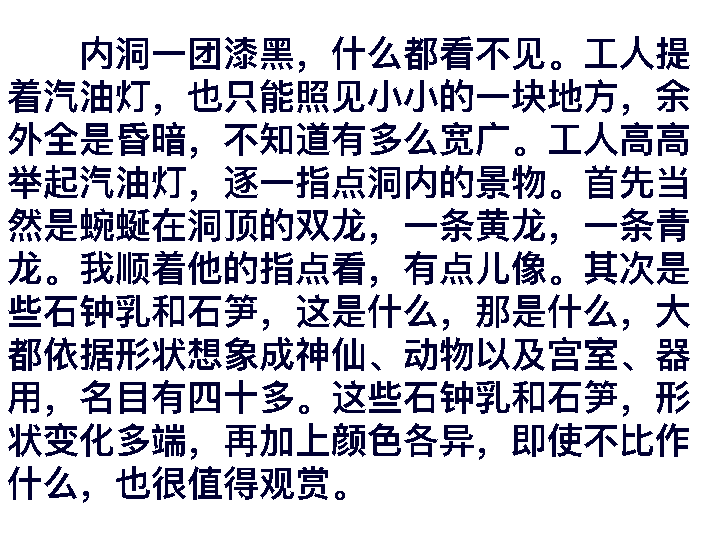 内洞一团漆黑，什么都看不见。工人提
着汽油灯，也只能照见小小的一块地方，余
外全是昏暗，不知道有多么宽广。工人高高
举起汽油灯，逐一指点洞内的景物。首先当
然是蜿蜒在洞顶的双龙，一条黄龙，一条青
龙。我顺着他的指点看，有点儿像。其次是
些石钟乳和石笋，这是什么，那是什么，大
都依据形状想象成神仙、动物以及宫室、器
用，名目有四十多。这些石钟乳和石笋，形
状变化多端，再加上颜色各异，即使不比作
什么，也很值得观赏。